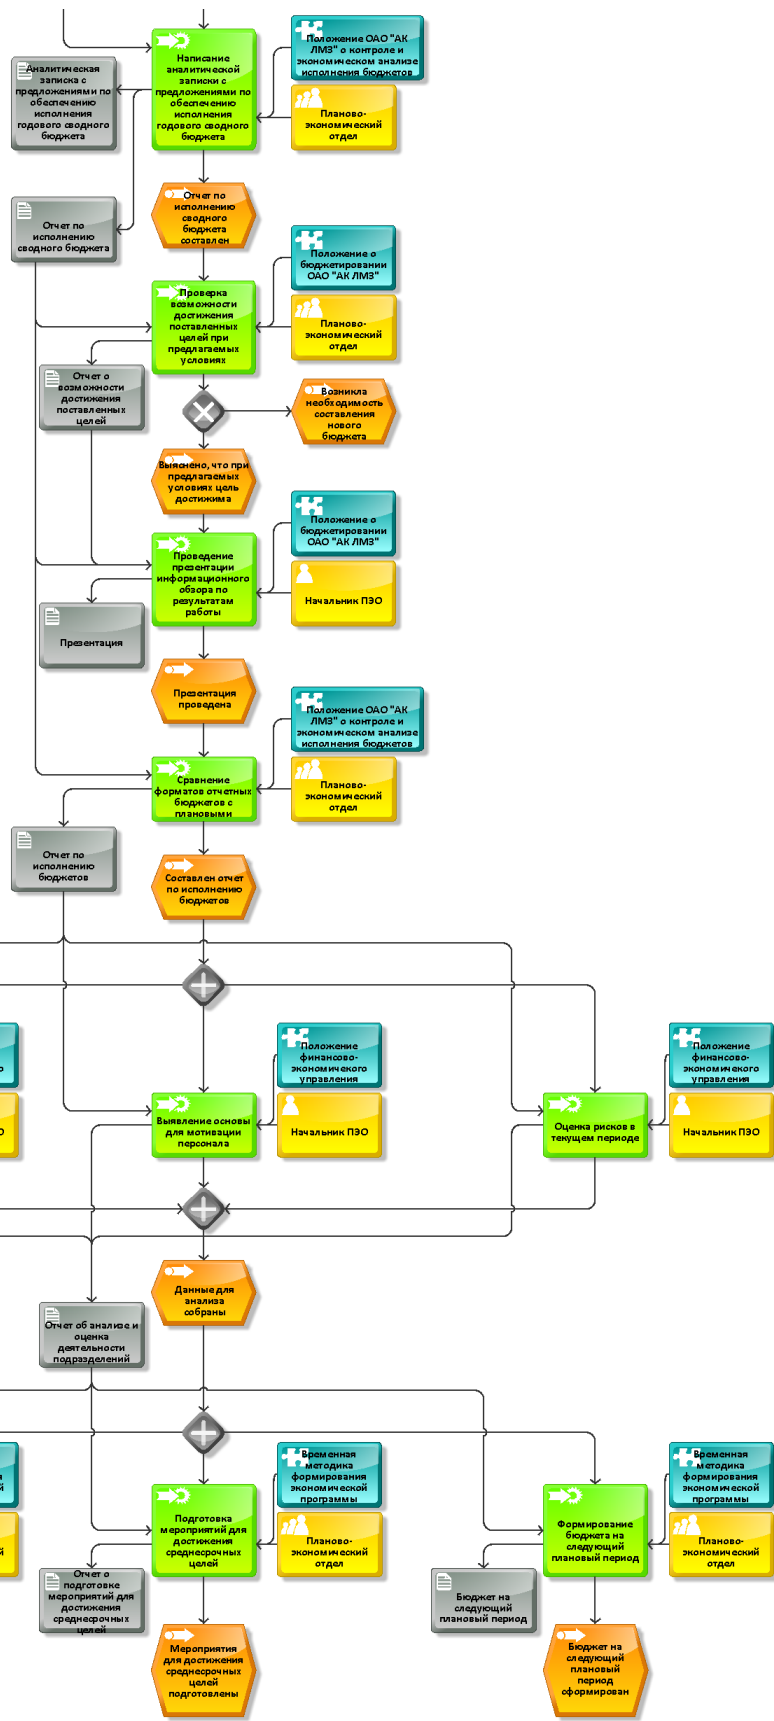 Положение ОАО "АК
ЛМЗ" о контроле и
экономическом анализе
исполнения бюджетов
Написание
аналитической
записки с
предложениями по
обеспечению
исполнения
годового сводного
бюджета
Аналитическая
записка с
предложениями по
обеспечению
исполнения
годового сводного
бюджета
Планово-
экономический
отдел
Отчет по
исполнению
сводного
бюджета
составлен
Отчет по
исполнению
сводного бюджета
Положение о
бюджетировании
ОАО "АК ЛМЗ"
Проверка
возможности
достижения
поставленных
целей при
предлагаемых
условиях
Планово-
экономический
отдел
Отчет о
возможности
достижения
поставленных
целей
Возникла
необходимость
составления
нового
бюджета
Выяснено, что при
предлагаемых
условиях цель
достижима
Положение о
бюджетировании
ОАО "АК ЛМЗ"
Проведение
презентации
информационного
обзора по
результатам
работы
Начальник ПЭО
Презентация
Презентация
проведена
Положение ОАО "АК
ЛМЗ" о контроле и
экономическом анализе
исполнения бюджетов
Сравнение
форматов отчетных
бюджетов с
плановыми
Планово-
экономический
отдел
Отчет по
исполнению
бюджетов
Составлен отчет
по исполнению
бюджетов
о
Положение
финансово-
экономичекого
управления
Положение
финансово-
экономичекого
управления
О
Выявление основы
для мотивации
персонала
Начальник ПЭО
Оценка рисков в
текущем периоде
Начальник ПЭО
Данные для
анализа
собраны
Отчет об анализе и
оценка
деятельности
подразделений
я
й
Временная
методика
формирования
экономической
программы
Временная
методика
формирования
экономической
программы
й
Подготовка
мероприятий для
достижения
среднесрочных
целей
Планово-
экономический
отдел
Формирование
бюджета на
следующий
плановый период
Планово-
экономический
отдел
Отчет о
подготовке
мероприятий для
достижения
среднесрочных
целей
Бюджет на
следующий
плановый период
Мероприятия
для достижения
среднесрочных
целей
подготовлены
Бюджет на
следующий
плановый
период
сформирован